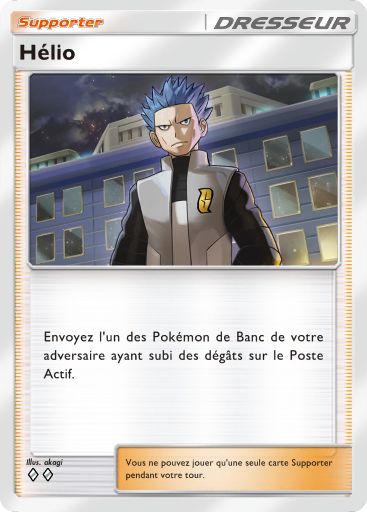 Supporter
DRESSEUR
Hélio
Envoyez l'un des Pokémon de Banc de votre
adversaire ayant subi des dégâts sur le Poste
Actif.
Illus. akagi
Vous ne pouvez jouer qu'une seule carte Supporter
pendant votre tour.